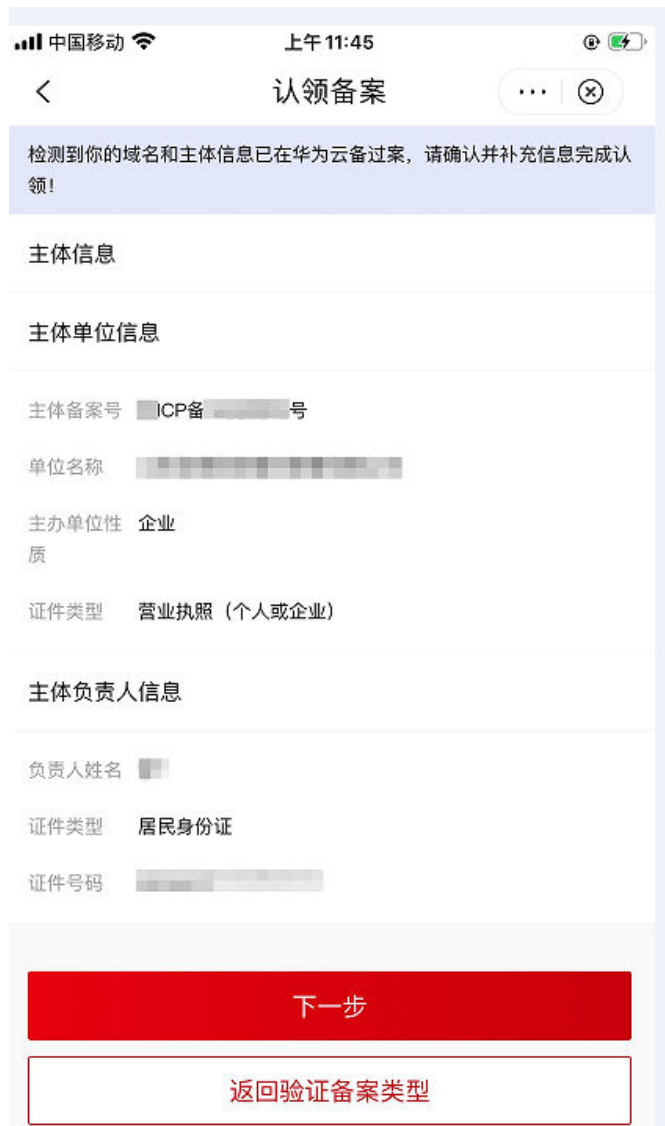 中国移动
上午11:45
认领备案
检测到你的域名和主体信息已在华为云备过案，请确认并补充信息完成认
领！
主体信息
主体单位信息
主体备案号 ICP备 号
单位名称
主办单位性 企业
质
证件类型 营业执照（个人或企业）
主体负责人信息
负责人姓名
证件类型 居民身份证
证件号码
下一步
返回验证备案类型